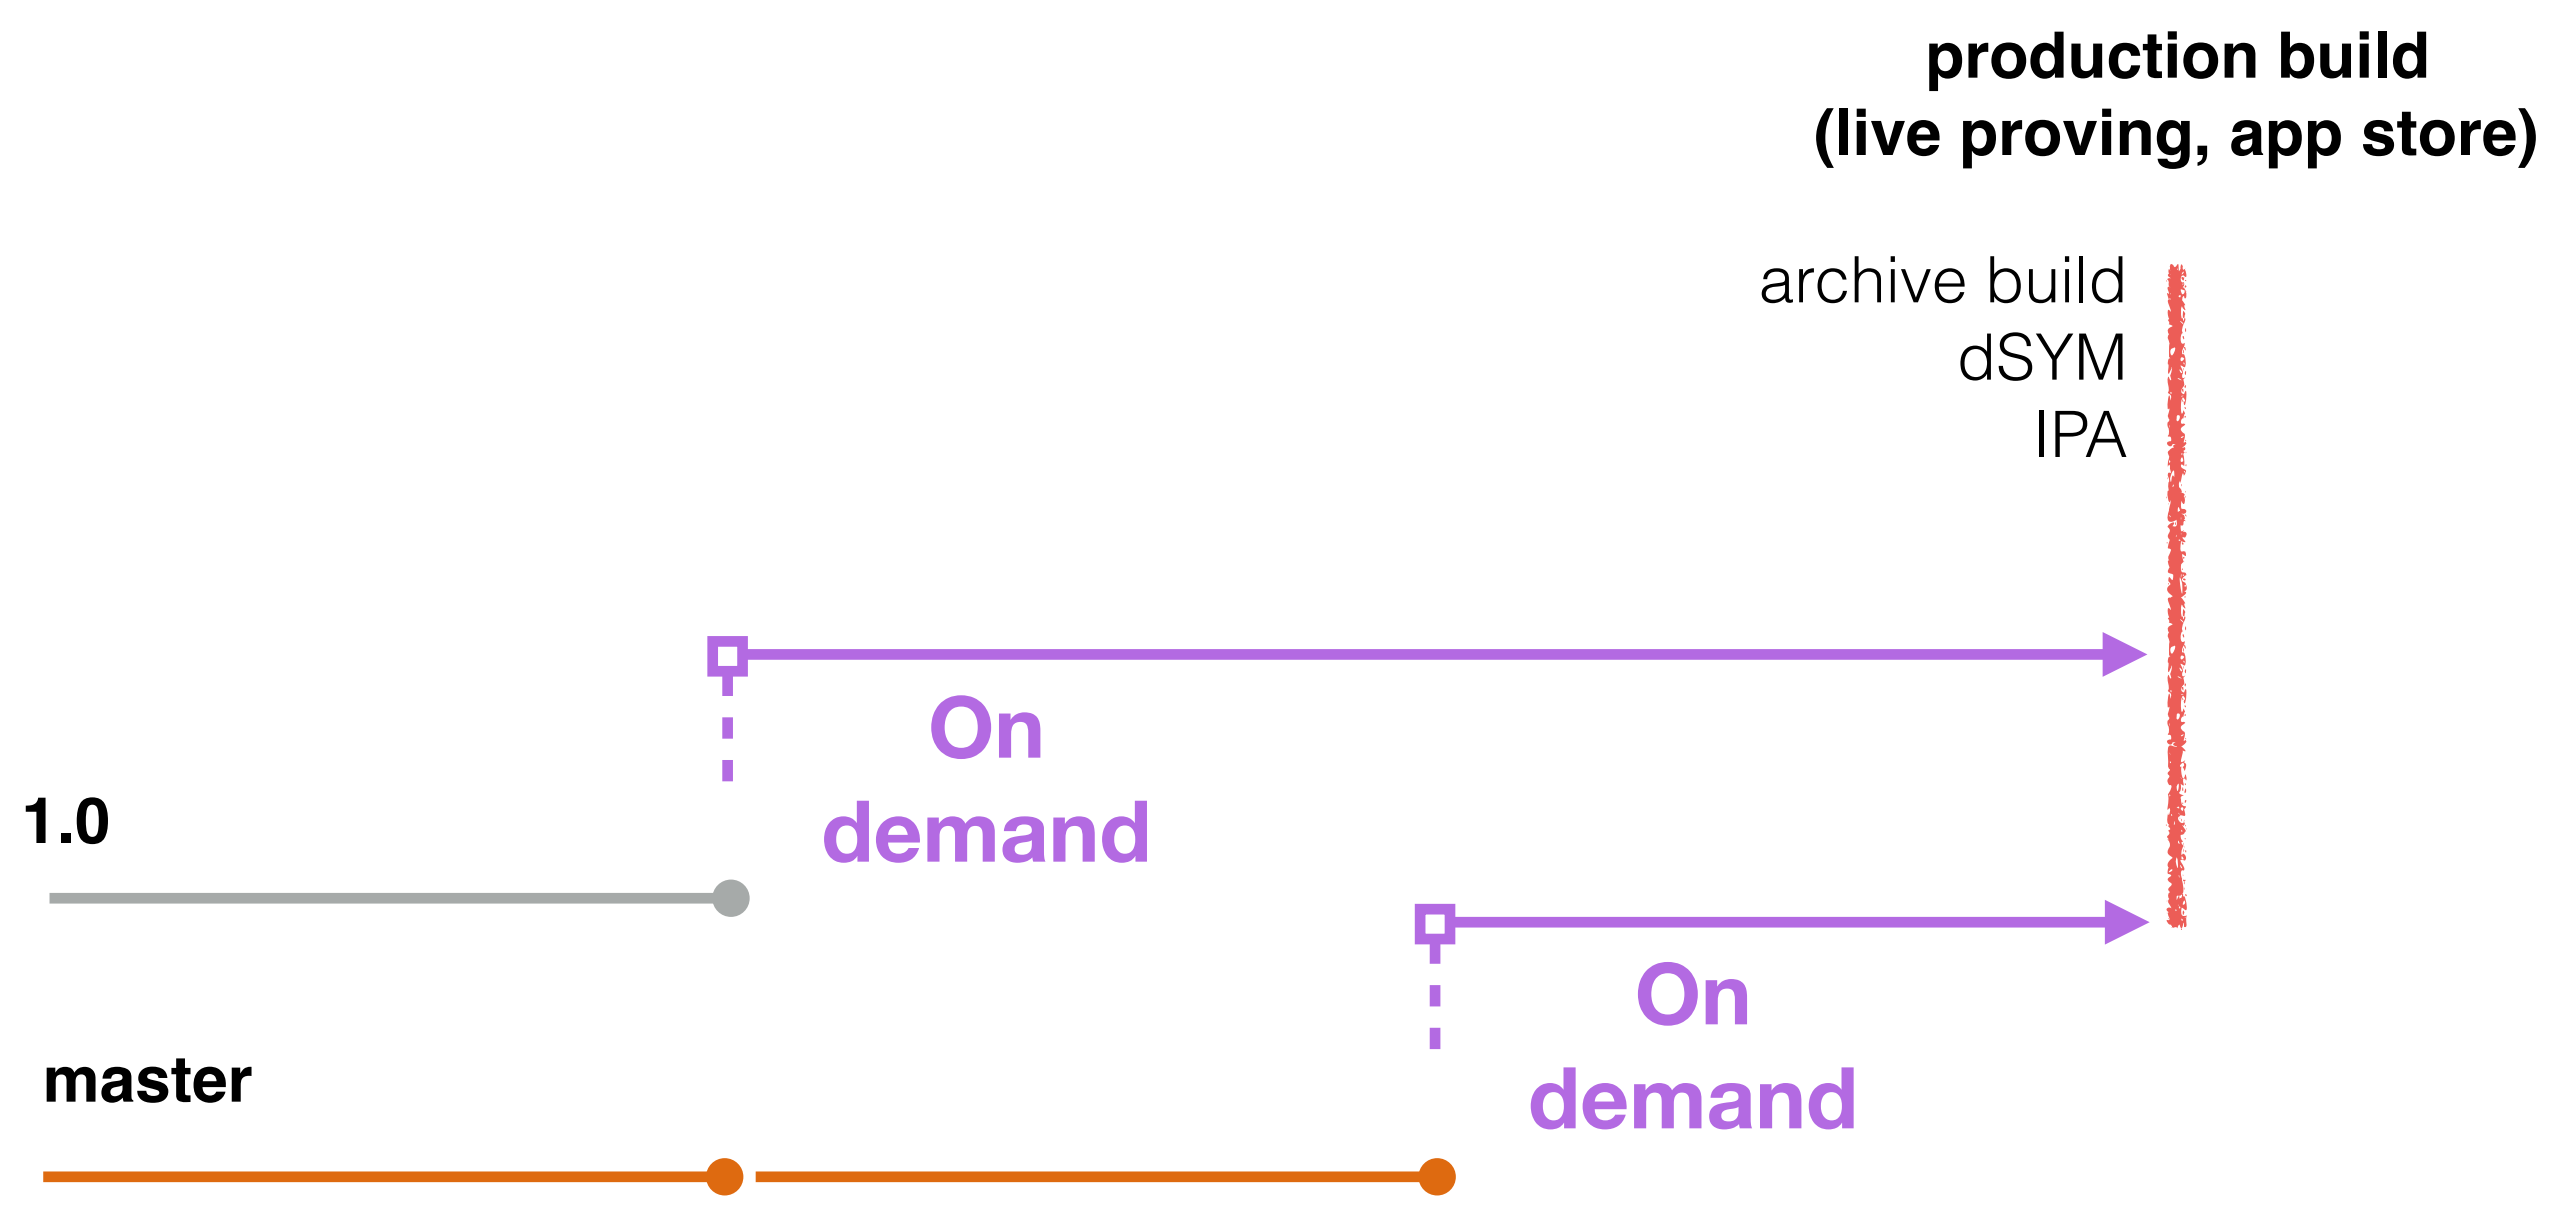 production build
(live proving, app store)
archive build
dSYM
IPA
On
demand
1.0
On
demand
master